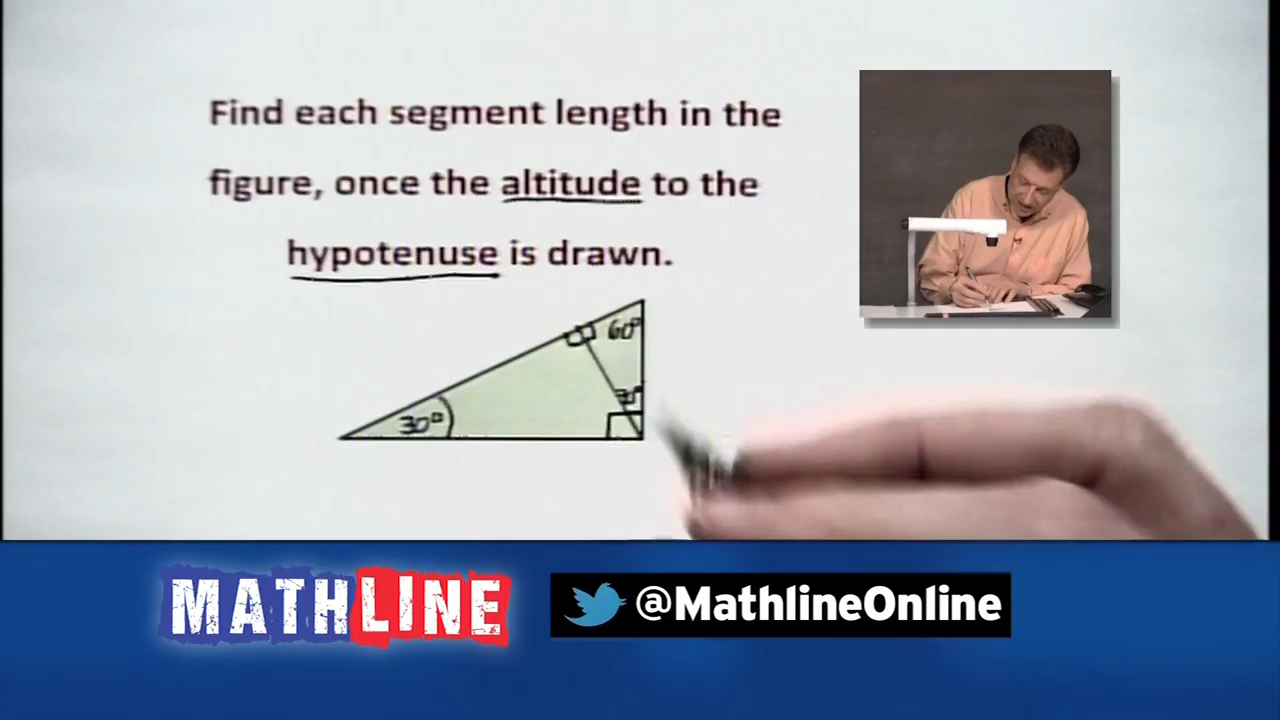 Find each segment length in the
figure, once the altitude to the
hypotenuse is drawn.
60°
30°
30°
MATHLINE
@MathlineOnline